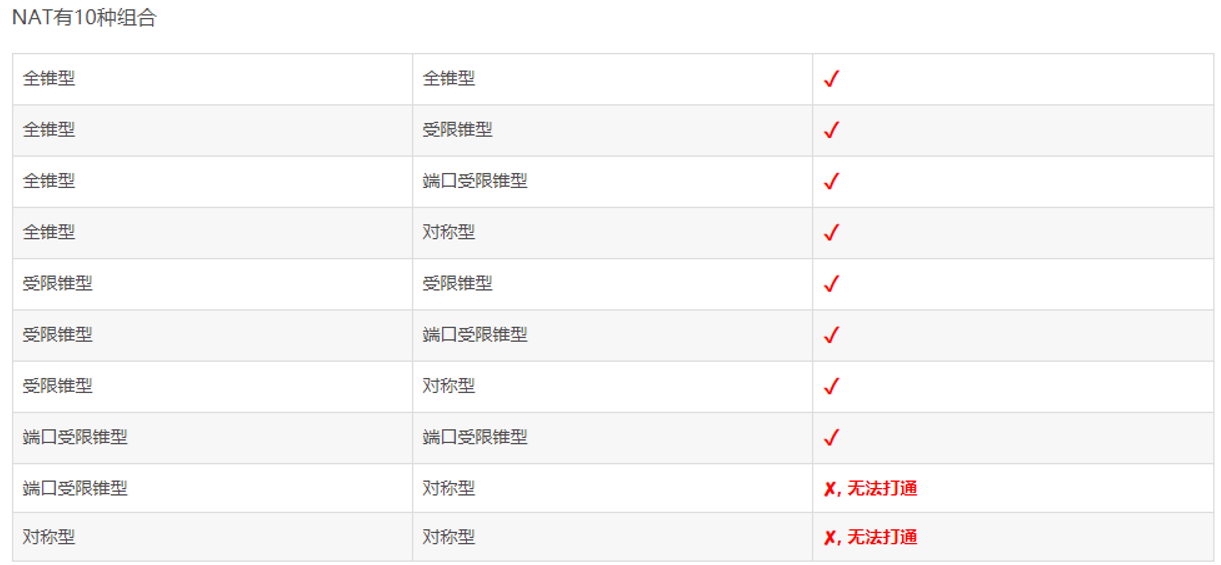 NAT有10种组合
全锥型 全锥型 ✓
全锥型 受限锥型 ✓
全锥型 端口受限锥型 ✓
全锥型 对称型 ✓
受限锥型 受限锥型 ✓
受限锥型 端口受限锥型 ✓
受限锥型 对称型 ✓
端口受限锥型 端口受限锥型 ✓
端口受限锥型 对称型 ✗, 无法打通
对称型 对称型 ✗, 无法打通